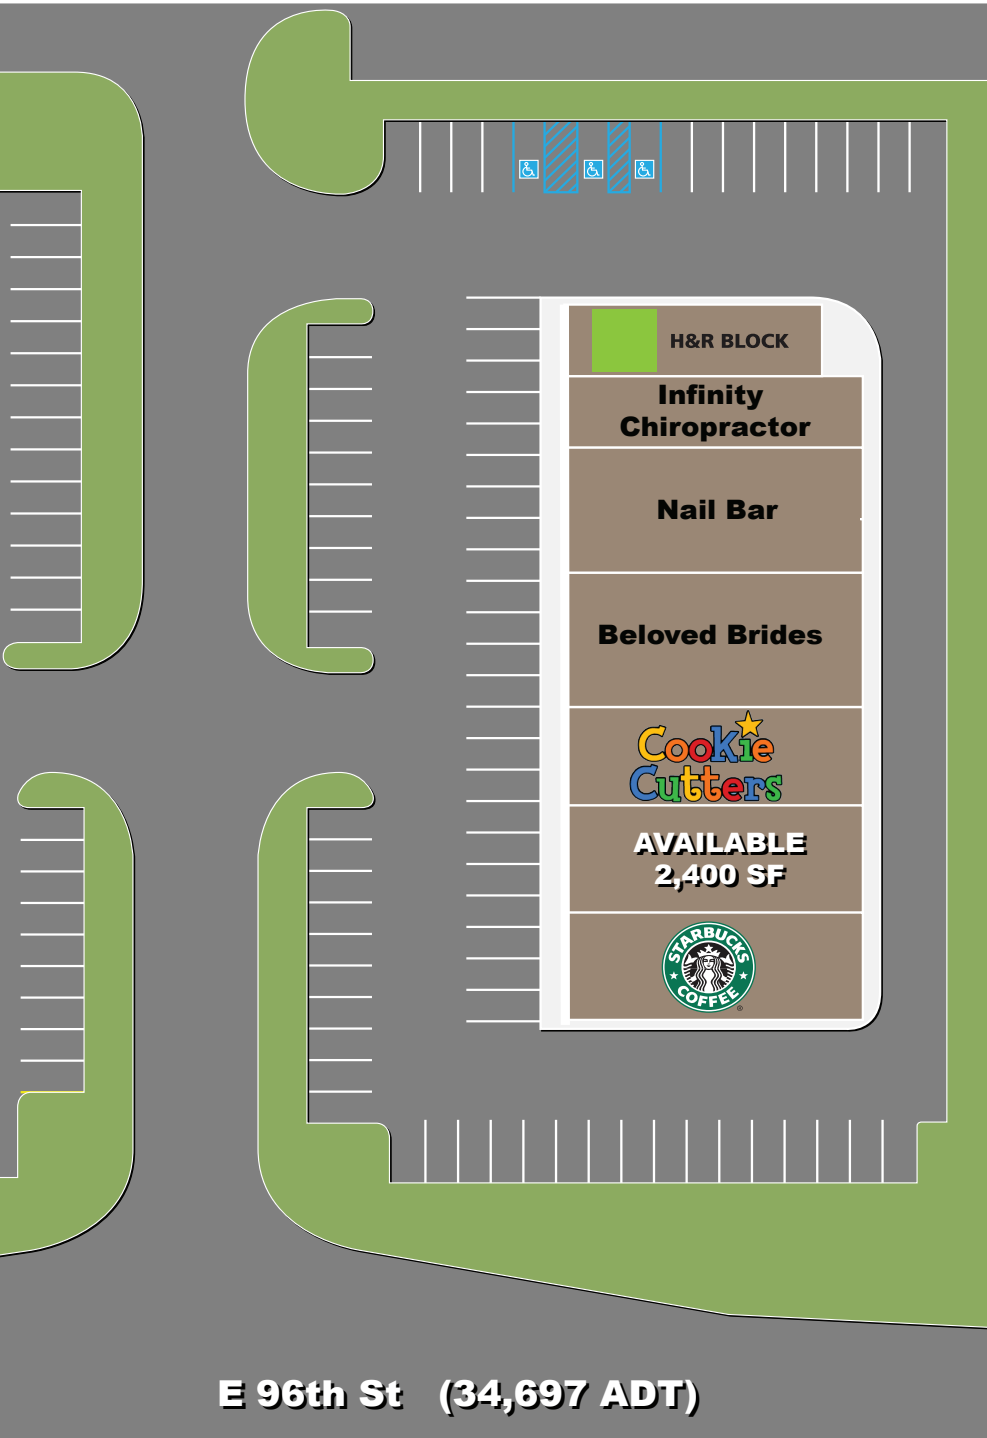 H&R BLOCK
Infinity
Chiropractor
Nail Bar
Beloved Brides
Cookie
Cutters
AVAILABLE
2,400 SF
STARBUCKS
COFFEE
®
E 96th St (34,697 ADT)